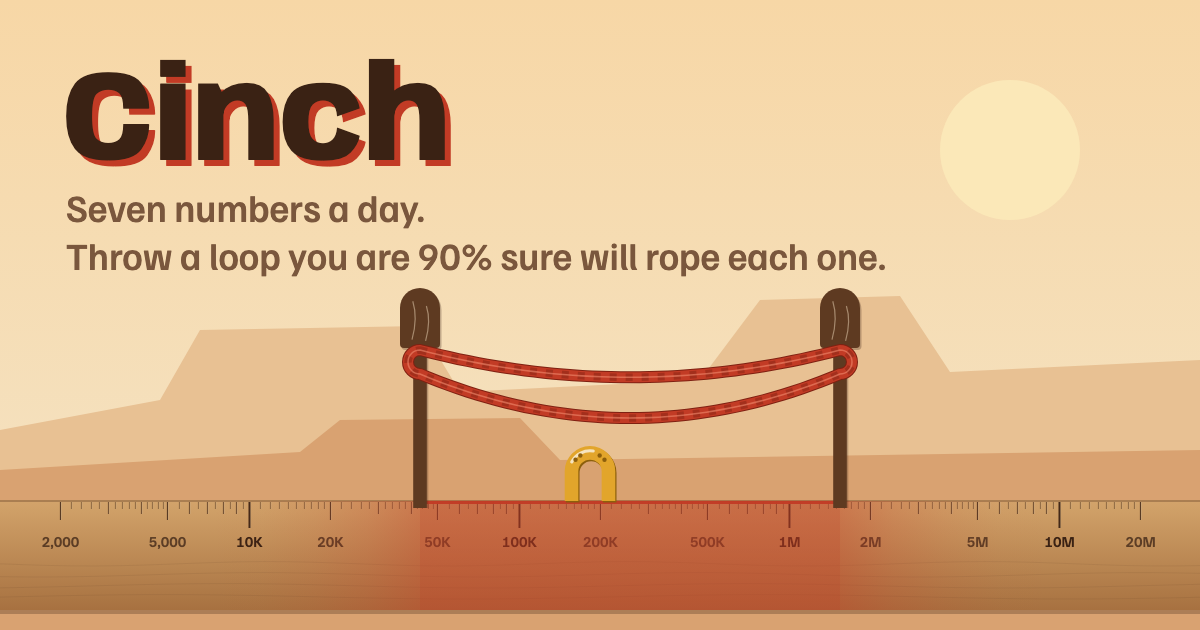 Cinch
Seven numbers a day.
Throw a loop you are 90% sure will rope each one.
2,000 5,000 10K 20K 50K 100K 200K 500K 1M 2M 5M 10M 20M